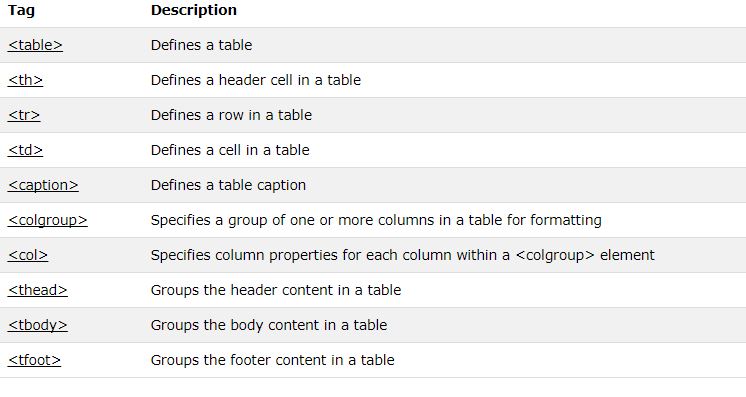 Tag Description
<table> Defines a table
<th> Defines a header cell in a table
<tr> Defines a row in a table
<td> Defines a cell in a table
<caption> Defines a table caption
<colgroup> Specifies a group of one or more columns in a table for formatting
<col> Specifies column properties for each column within a <colgroup> element
<thead> Groups the header content in a table
<tbody> Groups the body content in a table
<tfoot> Groups the footer content in a table